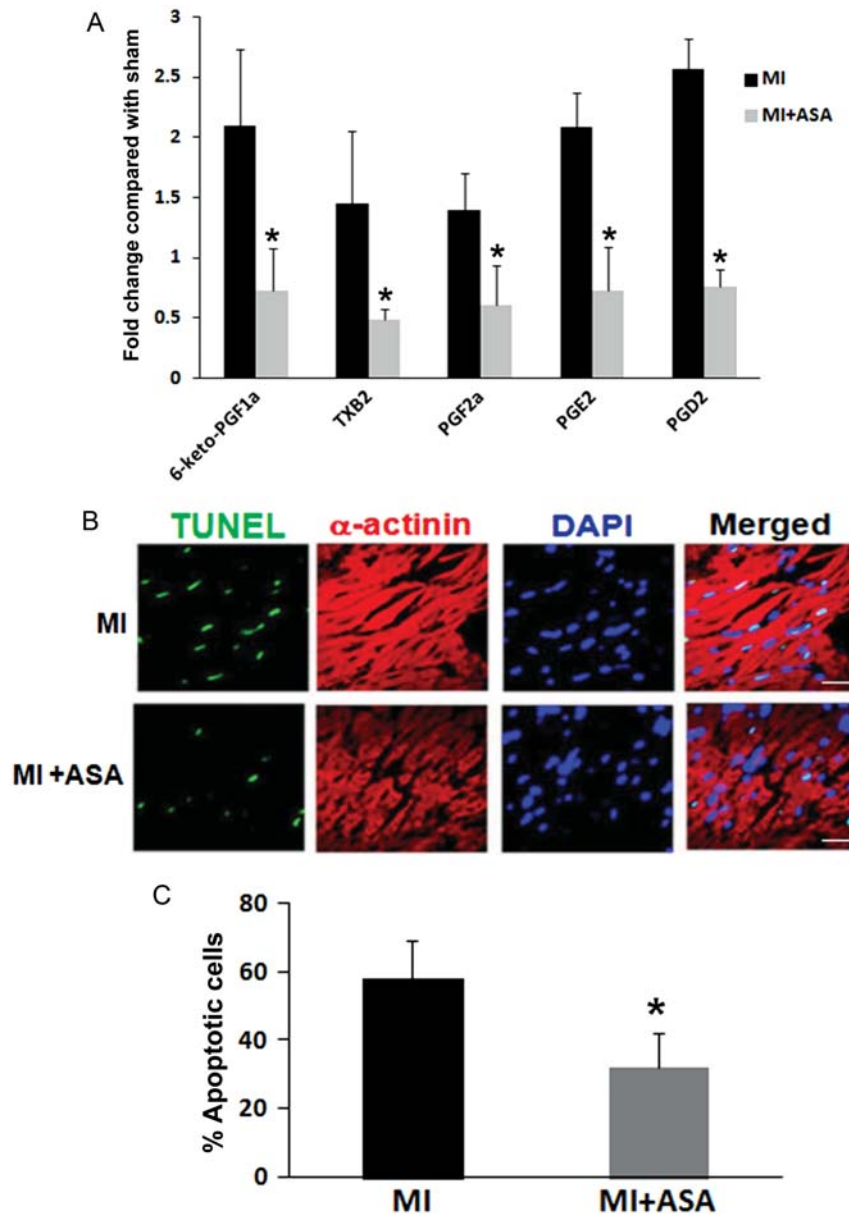 A
Fold change compared with sham
3
2.5
2
1.5
1
0.5
0
MI
MI+ASA
*
*
*
*
*
6-keto-PGF1a
TXB2
PGF2a
PGE2
PGD2
B
TUNEL α-actinin DAPI Merged
MI
MI +ASA
C
% Apoptotic cells
80
60
40
20
0
*
MI MI+ASA